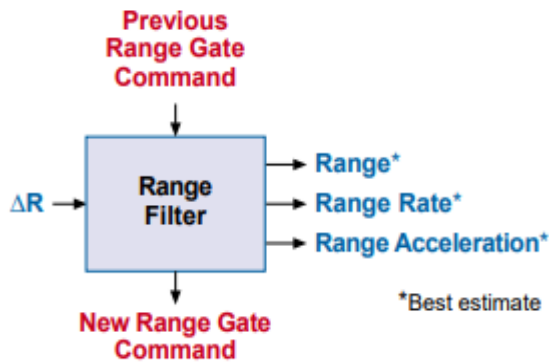 Previous
Range Gate
Command
Range
Filter
ΔR
Range*
Range Rate*
Range Acceleration*
*Best estimate
New Range Gate
Command